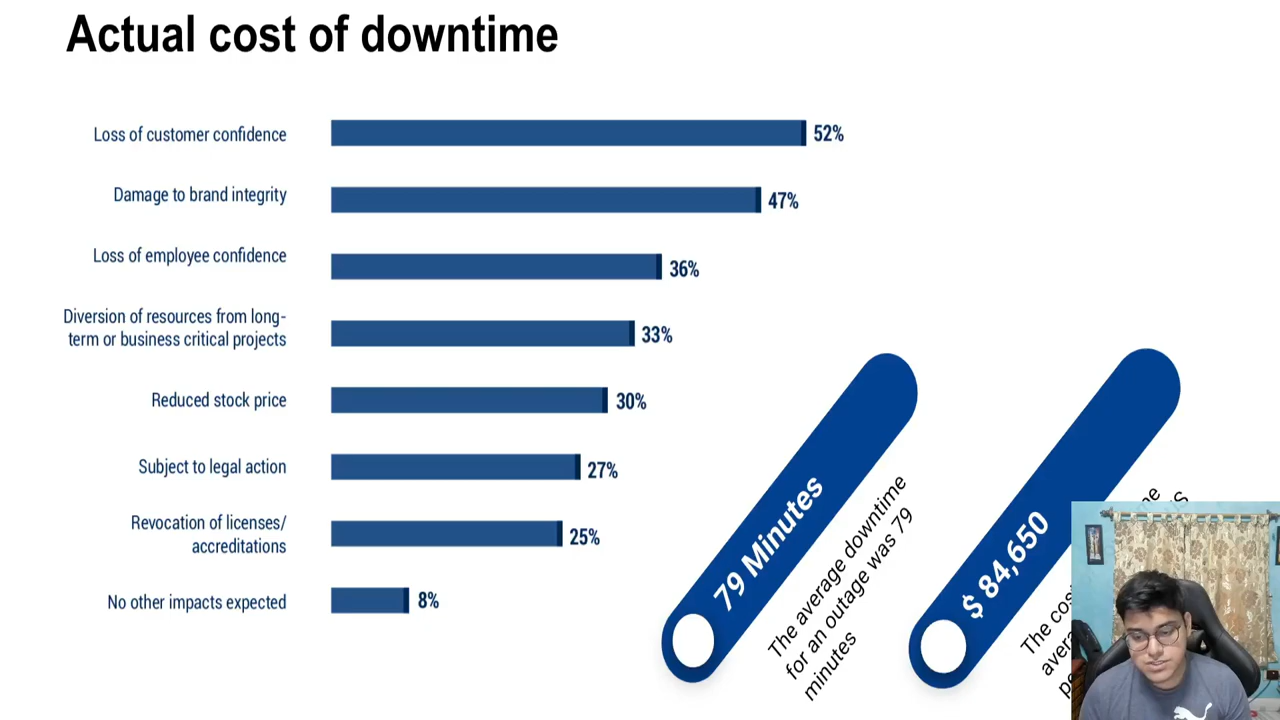 Actual cost of downtime
Loss of customer confidence
52%
Damage to brand integrity
47%
Loss of employee confidence
36%
Diversion of resources from long-
term or business critical projects
33%
Reduced stock price
30%
Subject to legal action
27%
Revocation of licenses/
accreditations
25%
No other impacts expected
8%
79 Minutes
The average downtime
for an outage was 79
minutes
$ 84,650
The